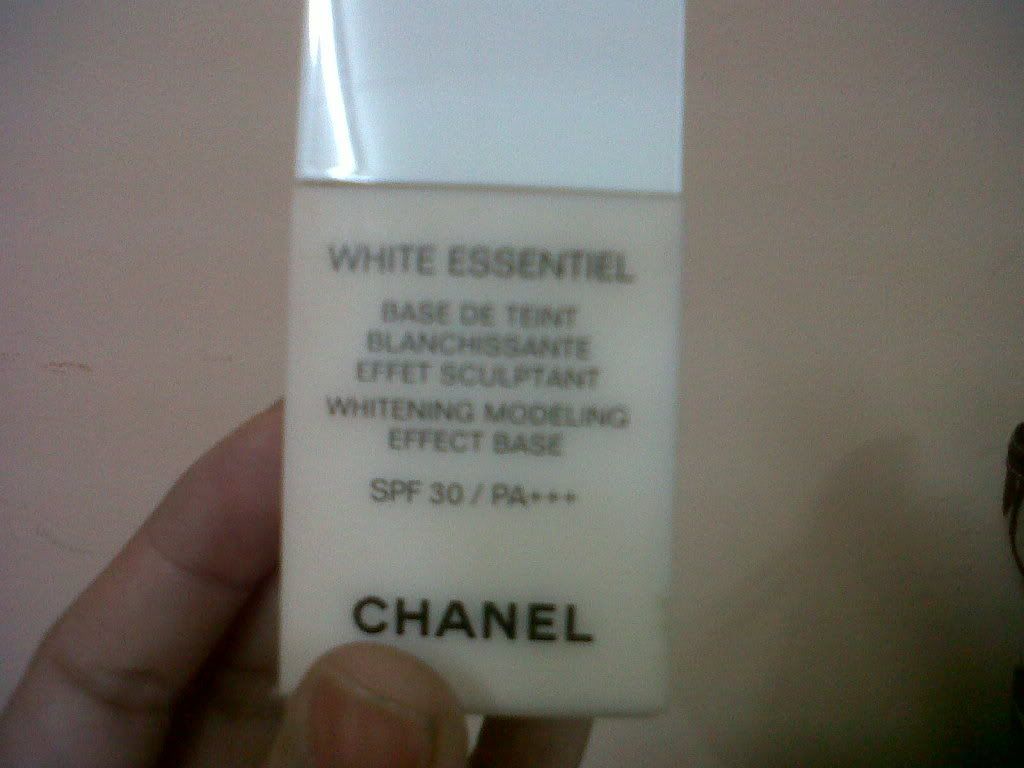 WHITE ESSENTIEL
BASE DE TEINT
BLANCHISSANTE
EFFET SCULPTANT
WHITENING MODELING
EFFECT BASE
SPF 30 / PA+++
CHANEL